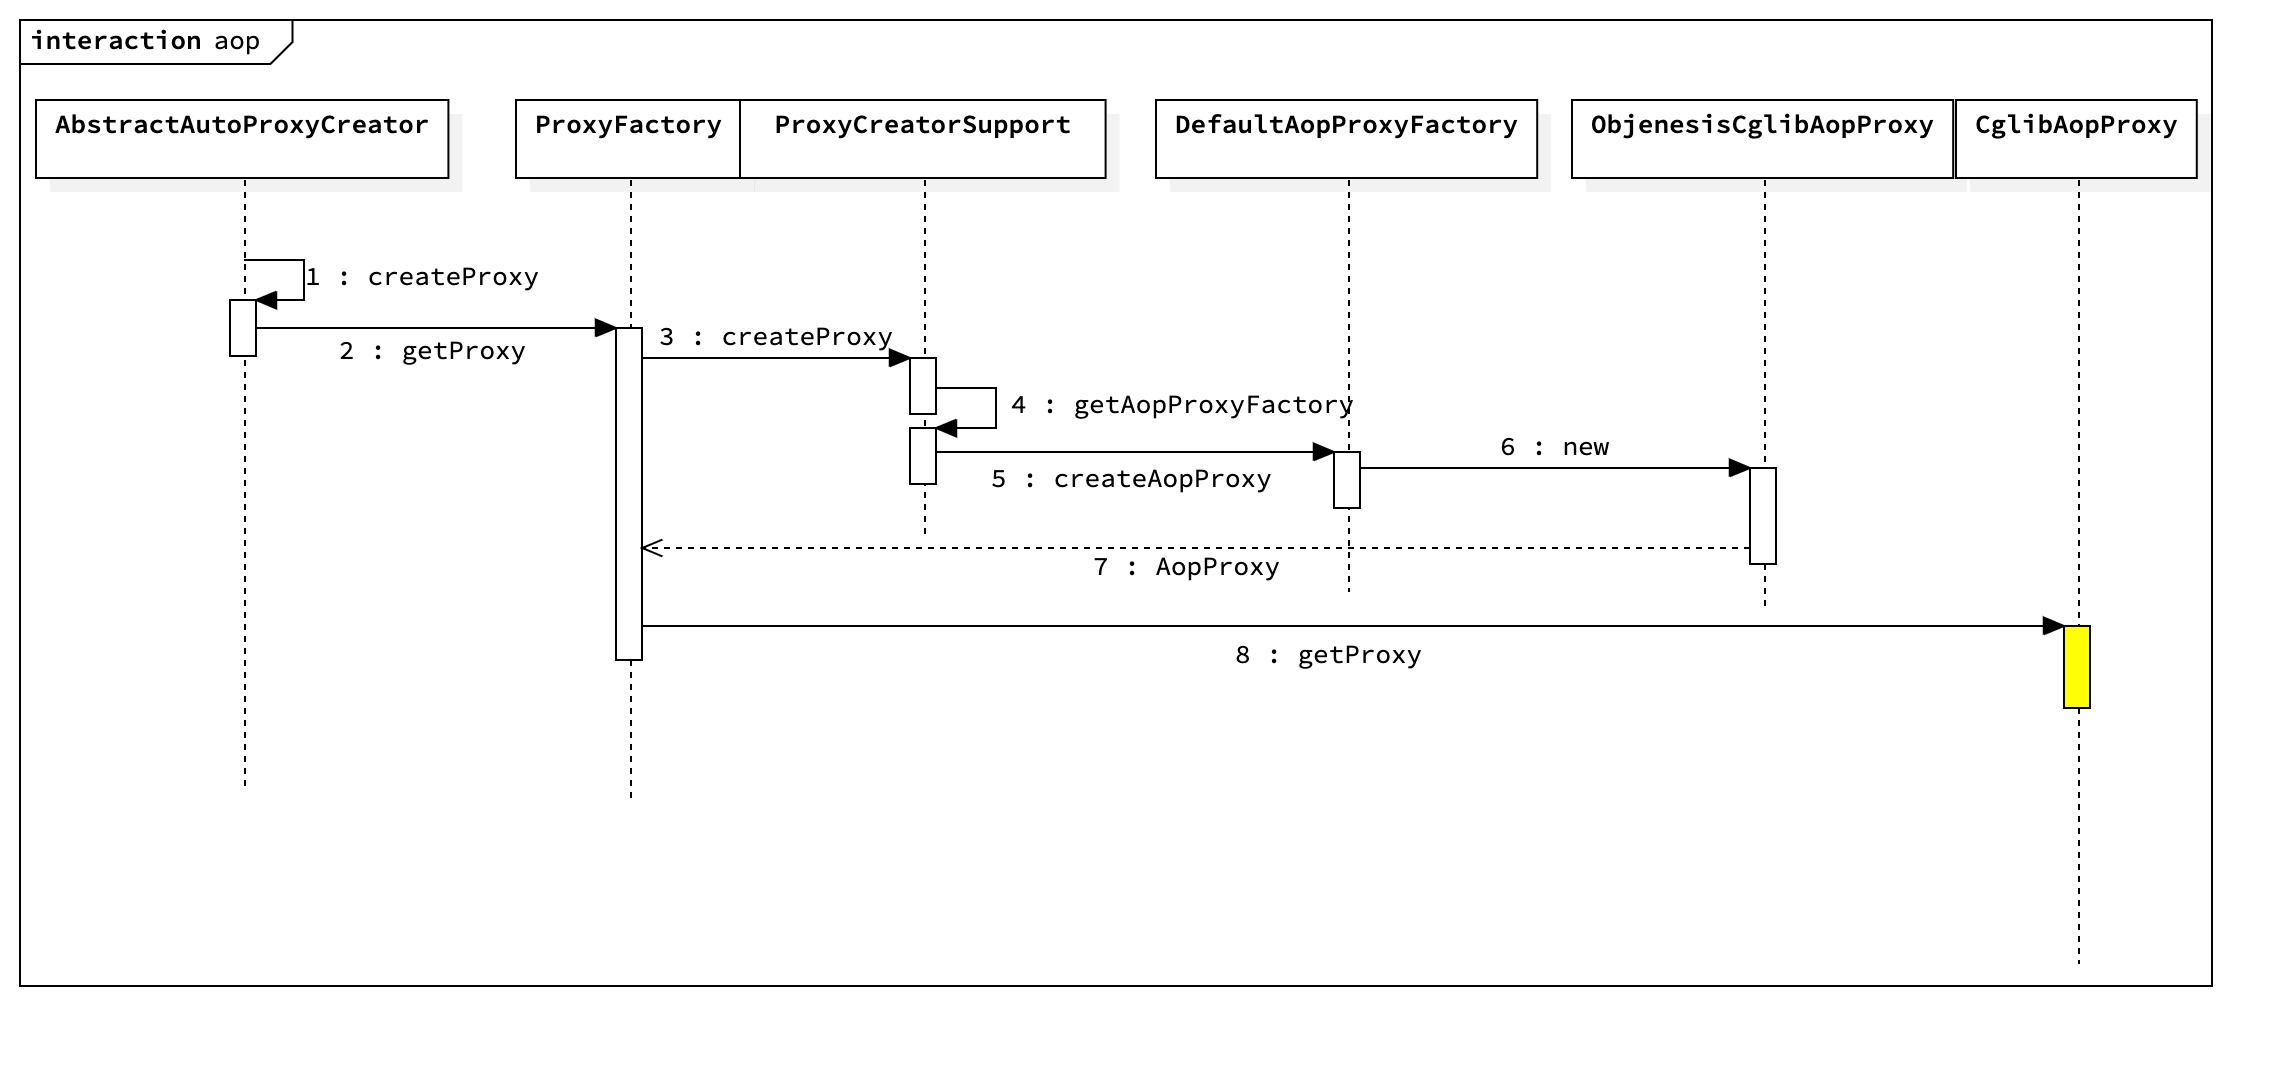 interaction aop
AbstractAutoProxyCreator
ProxyFactory
ProxyCreatorSupport
DefaultAopProxyFactory
ObjenesisCglibAopProxy
CglibAopProxy
1 : createProxy
2 : getProxy
3 : createProxy
4 : getAopProxyFactory
5 : createAopProxy
6 : new
7 : AopProxy
8 : getProxy